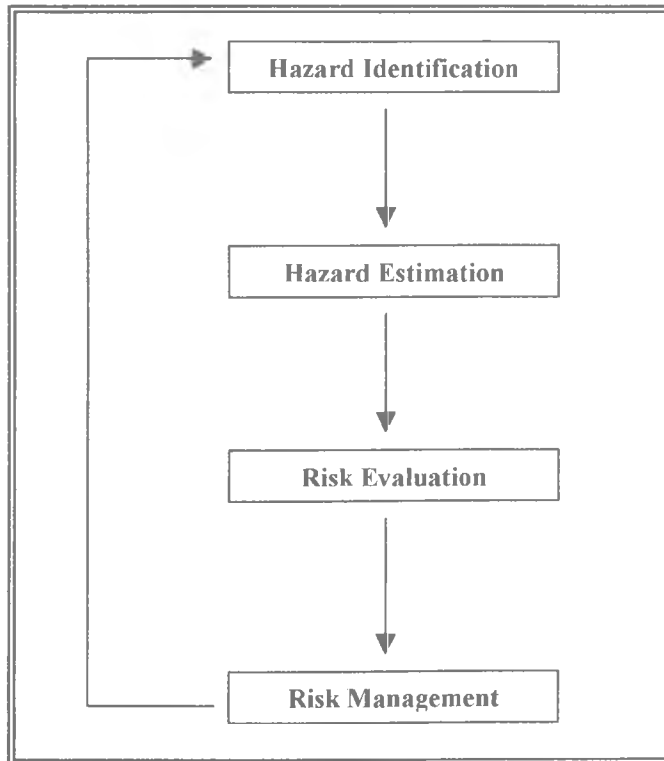 Hazard Identification
Hazard Estimation
Risk Evaluation
Risk Management